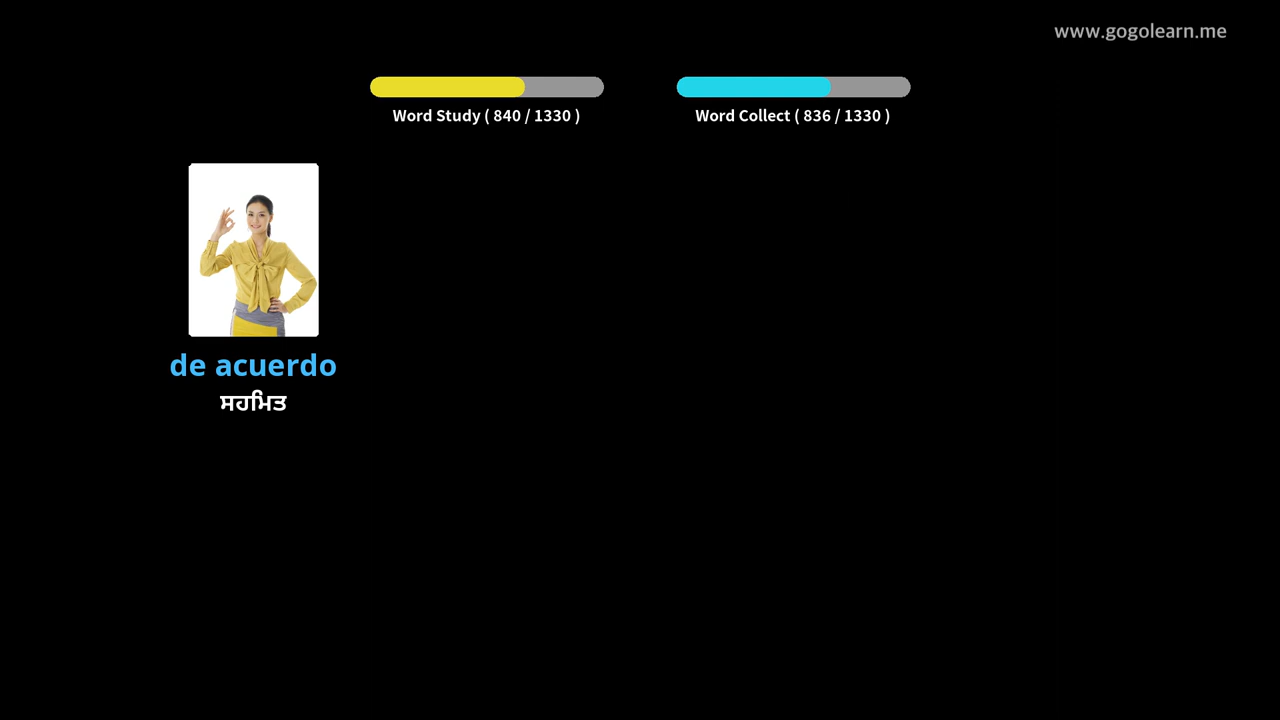 www.gogolearn.me
Word Study ( 840 / 1330 )
Word Collect ( 836 / 1330 )
de acuerdo
ਸਹਮਿਤ